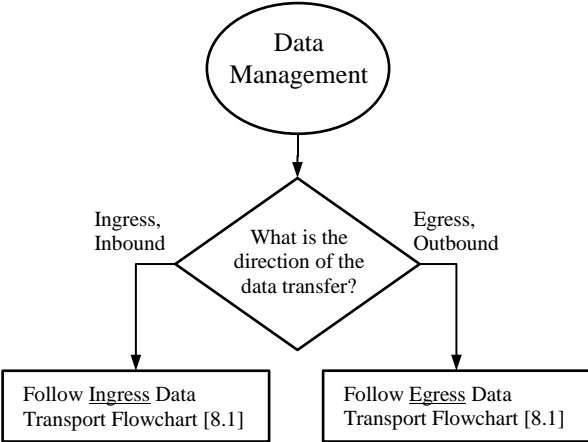 Data
Management
Ingress,
Inbound
What is the
direction of the
data transfer?
Egress,
Outbound
Follow Ingress Data
Transport Flowchart [8.1]
Follow Egress Data
Transport Flowchart [8.1]